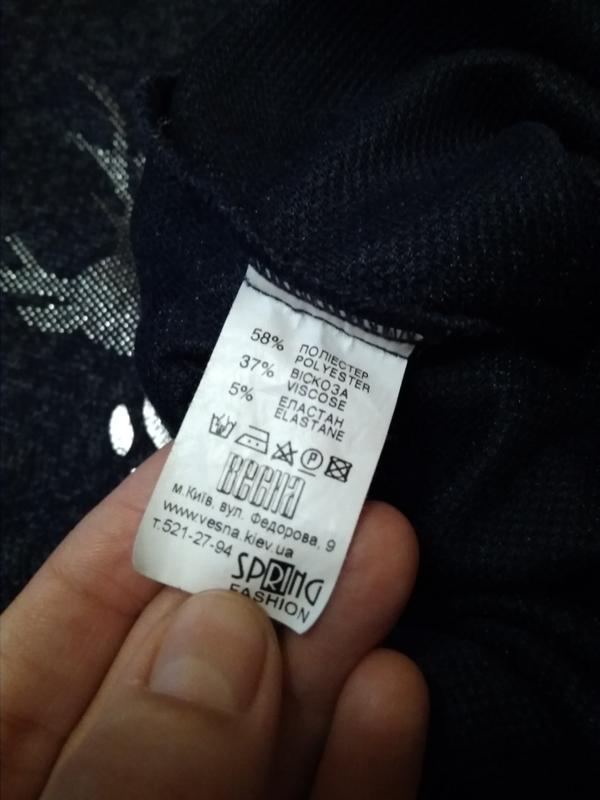 58% ПОЛІЕСТЕР
POLYESTER
37% ВІСКОЗА
VISCOSE
5% ЕЛАСТАН
ELASTANE
P
ВЕСНА
м.Київ, вул. Федорова, 9
www.vesna.kiev.ua
т.521-27-94
SPRING
FASHION